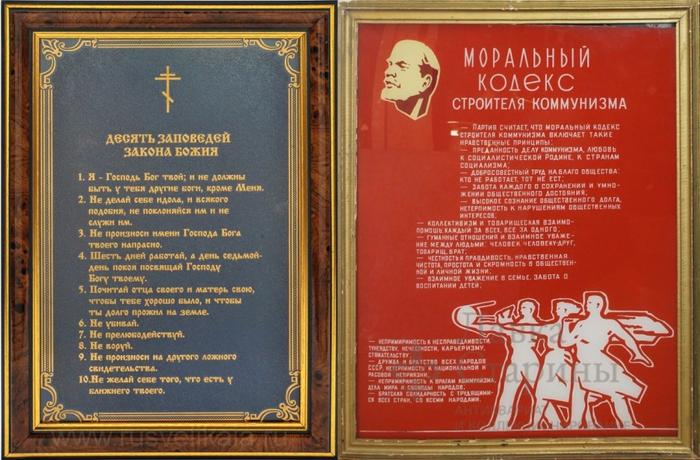 ДЕСЯТЬ ЗАПОВЕДЕЙ
ЗАКОНА БОЖИЯ
1. Я - Господь Бог твой; и не должны
быть у тебя другие боги, кроме Меня.
2. Не делай себе идола, и всякого
подобия, не поклоняйся им и не
служи им.
3. Не произноси имени Господа Бога
твоего напрасно.
4. Шесть дней работай, а день седьмой-
день покоя посвящай Господу
Богу твоему.
5. Почитай отца своего и матерь свою,
чтобы тебе хорошо было, и чтобы
ты долго прожил на земле.
6. Не убивай.
7. Не прелюбодействуй.
8. Не воруй.
9. Не произноси на другого ложного
свидетельства.
10.Не желай себе того, что есть у
ближнего твоего.
МОРАЛЬНЫЙ
КОДЕКС
СТРОИТЕЛЯ КОММУНИЗМА
— ПАРТИЯ СЧИТАЕТ, ЧТО МОРАЛЬНЫЙ КОДЕКС
СТРОИТЕЛЯ КОММУНИЗМА ВКЛЮЧАЕТ ТАКИЕ
НРАВСТВЕННЫЕ ПРИНЦИПЫ:
— ПРЕДАННОСТЬ ДЕЛУ КОММУНИЗМА, ЛЮБОВЬ
К СОЦИАЛИСТИЧЕСКОЙ РОДИНЕ, К СТРАНАМ
СОЦИАЛИЗМА;
— ДОБРОСОВЕСТНЫЙ ТРУД НА БЛАГО ОБЩЕСТВА:
КТО НЕ РАБОТАЕТ, ТОТ НЕ ЕСТ;
— ЗАБОТА КАЖДОГО О СОХРАНЕНИИ И УМНО-
ЖЕНИИ ОБЩЕСТВЕННОГО ДОСТОЯНИЯ;
— ВЫСОКОЕ СОЗНАНИЕ ОБЩЕСТВЕННОГО ДОЛГА,
НЕТЕРПИМОСТЬ К НАРУШЕНИЯМ ОБЩЕСТВЕННЫХ
ИНТЕРЕСОВ;
— КОЛЛЕКТИВИЗМ И ТОВАРИЩЕСКАЯ ВЗАИМО-
ПОМОЩЬ: КАЖДЫЙ ЗА ВСЕХ, ВСЕ ЗА ОДНОГО;
— ГУМАННЫЕ ОТНОШЕНИЯ И ВЗАИМНОЕ УВАЖЕ-
НИЕ МЕЖДУ ЛЮДЬМИ: ЧЕЛОВЕК ЧЕЛОВЕКУ-ДРУГ,
ТОВАРИЩ, БРАТ;
— ЧЕСТНОСТЬ И ПРАВДИВОСТЬ, НРАВСТВЕННАЯ
ЧИСТОТА, ПРОСТОТА И СКРОМНОСТЬ В ОБЩЕСТВЕН-
НОЙ И ЛИЧНОЙ ЖИЗНИ;
— ВЗАИМНОЕ УВАЖЕНИЕ В СЕМЬЕ, ЗАБОТА О
ВОСПИТАНИИ ДЕТЕЙ;
— НЕПРИМИРИМОСТЬ К НЕСПРАВЕДЛИВОСТИ,
ТУНЕЯДСТВУ, НЕЧЕСТНОСТИ, КАРЬЕРИЗМУ,
СТЯЖАТЕЛЬСТВУ;
— ДРУЖБА И БРАТСТВО ВСЕХ НАРОДОВ
СССР, НЕТЕРПИМОСТЬ К НАЦИОНАЛЬНОЙ И
РАСОВОЙ НЕПРИЯЗНИ;
— НЕПРИМИРИМОСТЬ К ВРАГАМ КОММУНИЗМА,
ДЕЛА МИРА И СВОБОДЫ НАРОДОВ;
— БРАТСКАЯ СОЛИДАРНОСТЬ С ТРУДЯЩИМИ-
СЯ ВСЕХ СТРАН, СО ВСЕМИ НАРОДАМИ.
Лавка
Старины